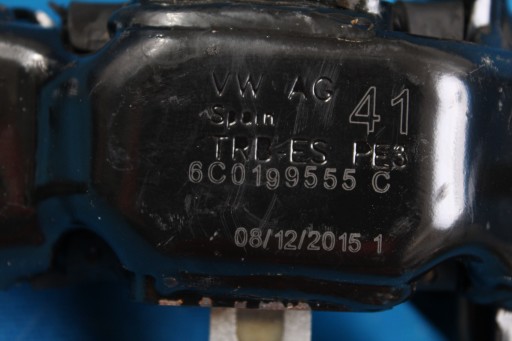 VW AG
Spain 41
TRC-ES PE3
6C0199555 C
08/12/2015 1